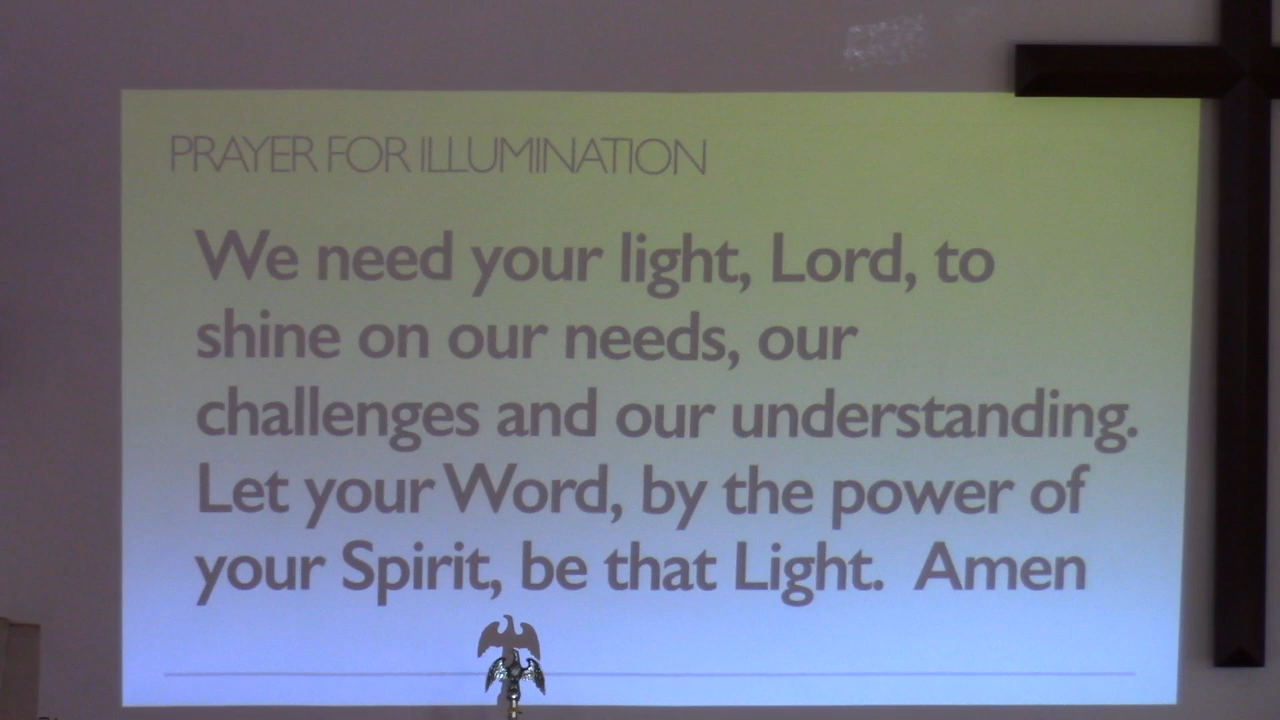 PRAYER FOR ILLUMINATION
We need your light, Lord, to
shine on our needs, our
challenges and our understanding.
Let your Word, by the power of
your Spirit, be that Light.  Amen